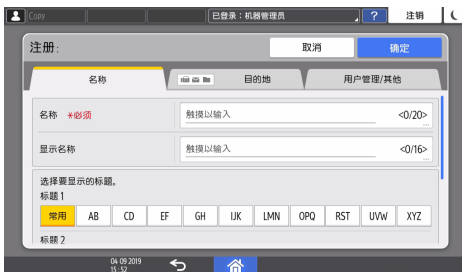 Copy
已登录：机器管理员
?
注销
注册:
取消
确定
名称
目的地
用户管理/其他
名称 *必须
触摸以输入
<0/20>
显示名称
触摸以输入
<0/16>
选择要显示的标题。
标题 1
常用 AB CD EF GH IJK LMN OPQ RST UVW XYZ
标题 2
04 09 2019
15:52